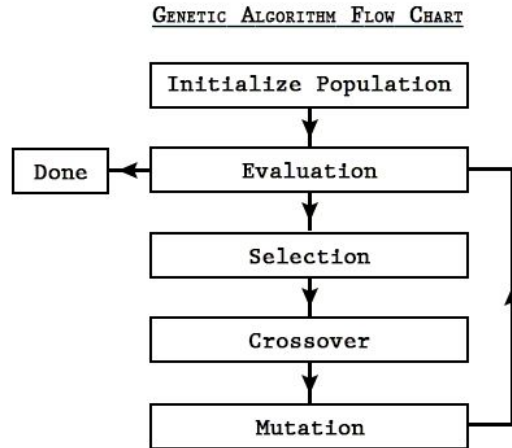 Genetic Algorithm Flow Chart
Initialize Population
Done
Evaluation
Selection
Crossover
Mutation